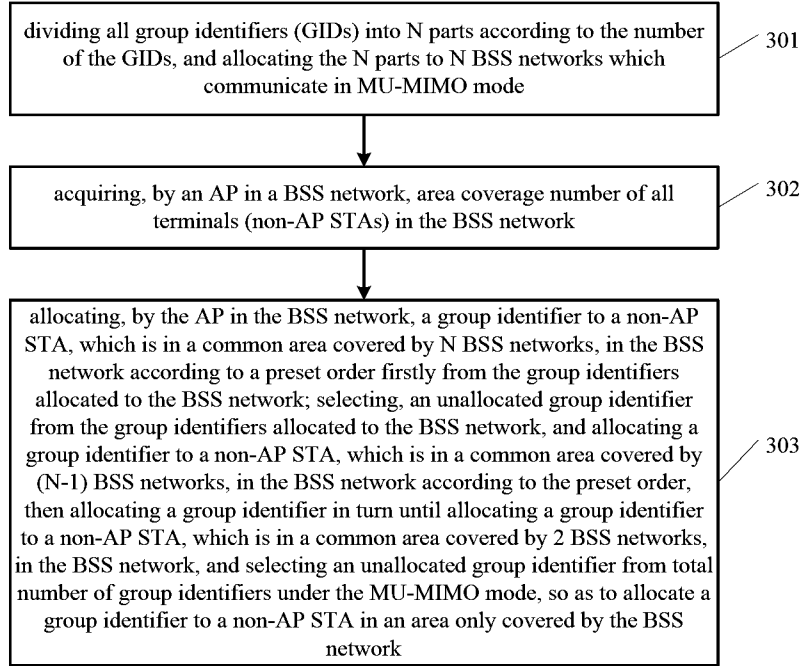 dividing all group identifiers (GIDs) into N parts according to the number
of the GIDs, and allocating the N parts to N BSS networks which
communicate in MU-MIMO mode
301
acquiring, by an AP in a BSS network, area coverage number of all
terminals (non-AP STAs) in the BSS network
302
allocating, by the AP in the BSS network, a group identifier to a non-AP
STA, which is in a common area covered by N BSS networks, in the BSS
network according to a preset order firstly from the group identifiers
allocated to the BSS network; selecting, an unallocated group identifier
from the group identifiers allocated to the BSS network, and allocating a
group identifier to a non-AP STA, which is in a common area covered by
(N-1) BSS networks, in the BSS network according to the preset order,
then allocating a group identifier in turn until allocating a group identifier
to a non-AP STA, which is in a common area covered by 2 BSS networks,
in the BSS network, and selecting an unallocated group identifier from total
number of group identifiers under the MU-MIMO mode, so as to allocate a
group identifier to a non-AP STA in an area only covered by the BSS
network
303